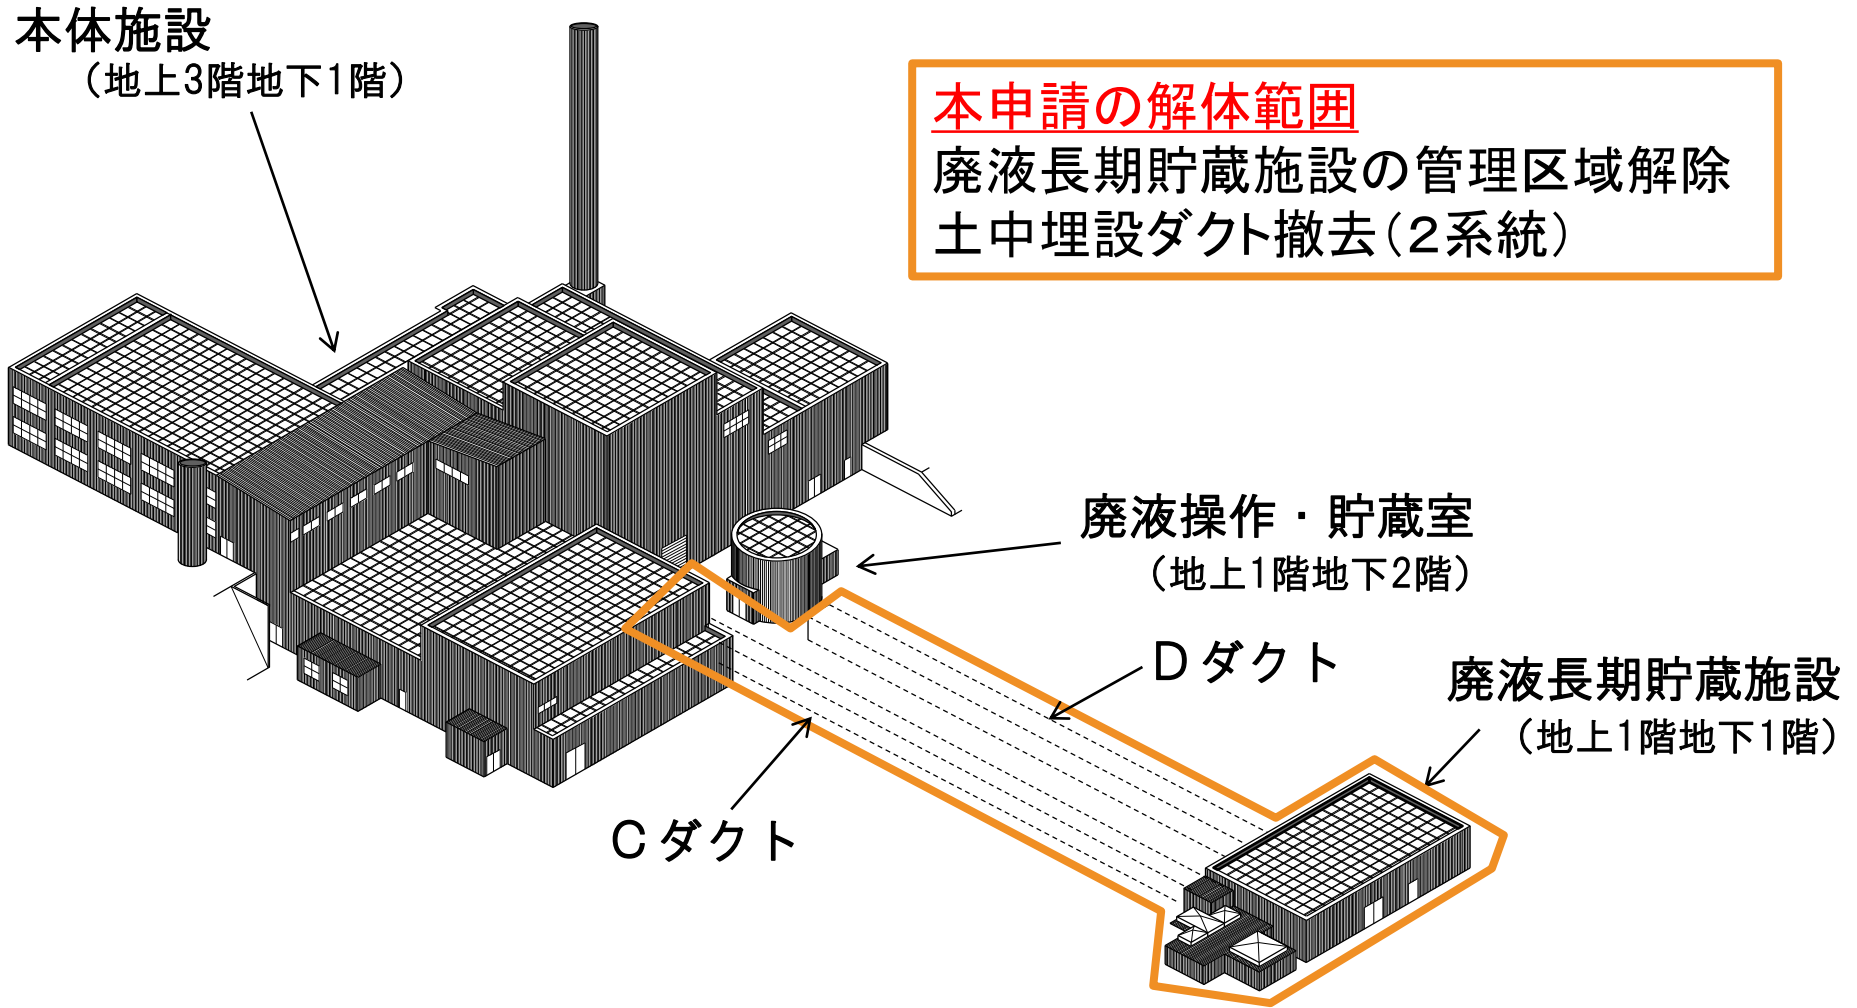 本体施設
（地上3階地下1階）
本申請の解体範囲
廃液長期貯蔵施設の管理区域解除
土中埋設ダクト撤去（２系統）
廃液操作・貯蔵室
（地上1階地下2階）
Ｄダクト
廃液長期貯蔵施設
（地上1階地下1階）
Ｃダクト